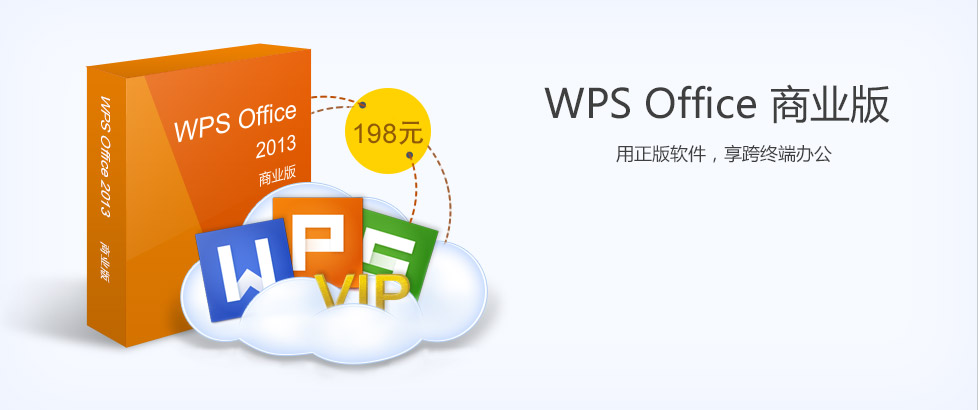 WPS Office 2013 商业版
WPS Office
2013
商业版
198元
WPS
VIP
WPS Office 商业版
用正版软件，享跨终端办公